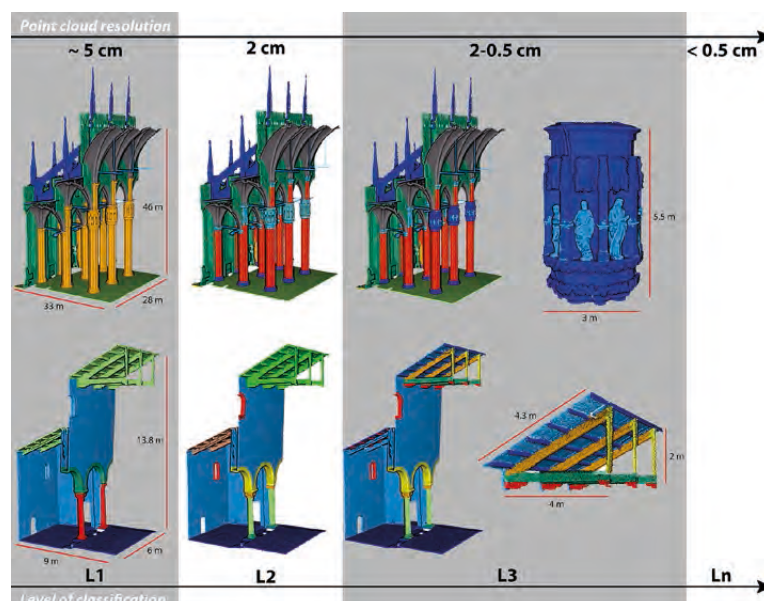 Point cloud resolution
~ 5 cm 2 cm 2-0.5 cm < 0.5 cm
46 m
33 m
28 m
5.5 m
3 m
13.8 m
9 m
6 m
4.3 m
2 m
4 m
L1 L2 L3 Ln
Level of classification